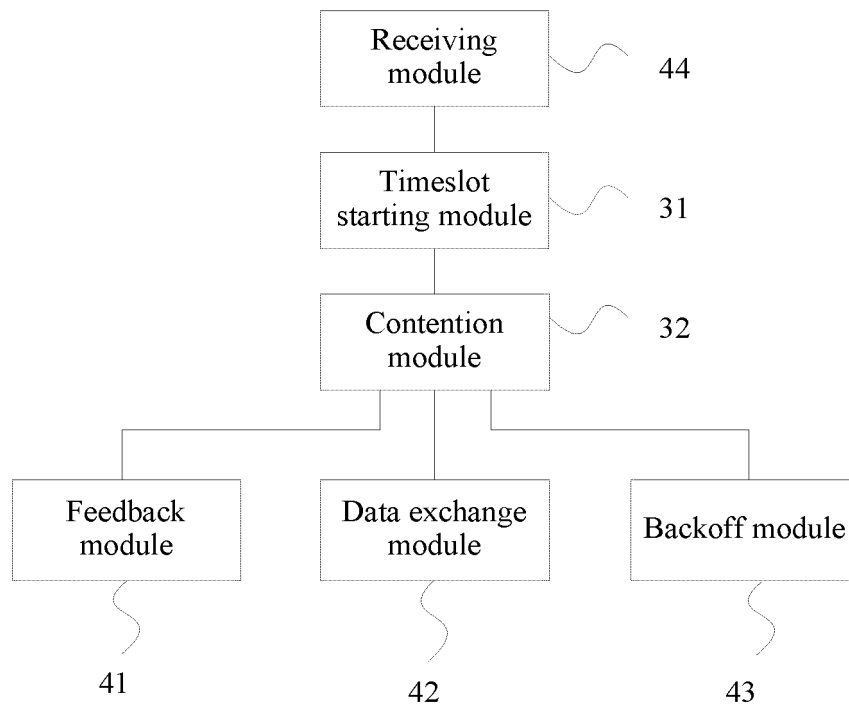 Receiving
module
44
Timeslot
starting module
31
Contention
module
32
Feedback
module
Data exchange
module
Backoff module
41
42
43